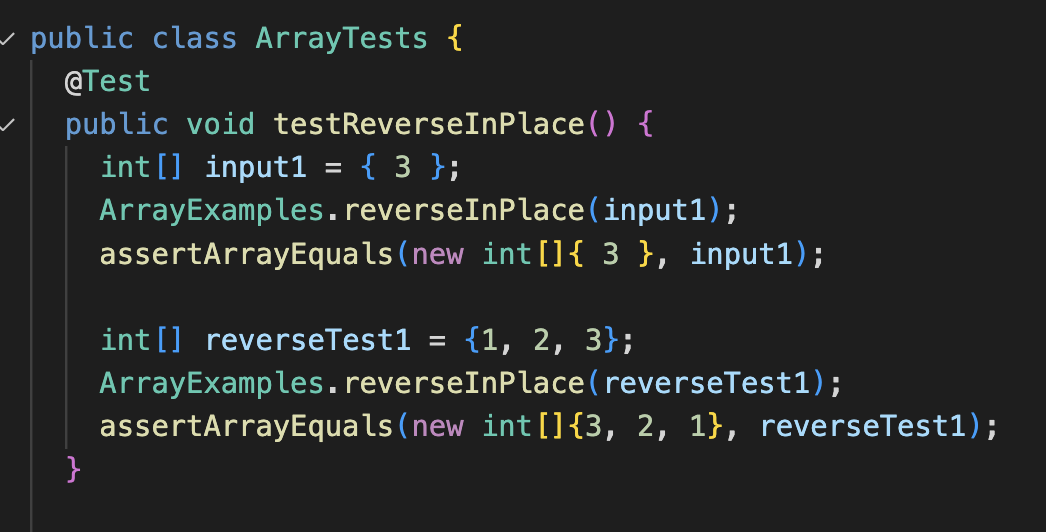 public class ArrayTests {
@Test
public void testReverseInPlace() {
int[] input1 = { 3 };
ArrayExamples.reverseInPlace(input1);
assertArrayEquals(new int[]{ 3 }, input1);
int[] reverseTest1 = {1, 2, 3};
ArrayExamples.reverseInPlace(reverseTest1);
assertArrayEquals(new int[]{3, 2, 1}, reverseTest1);
}